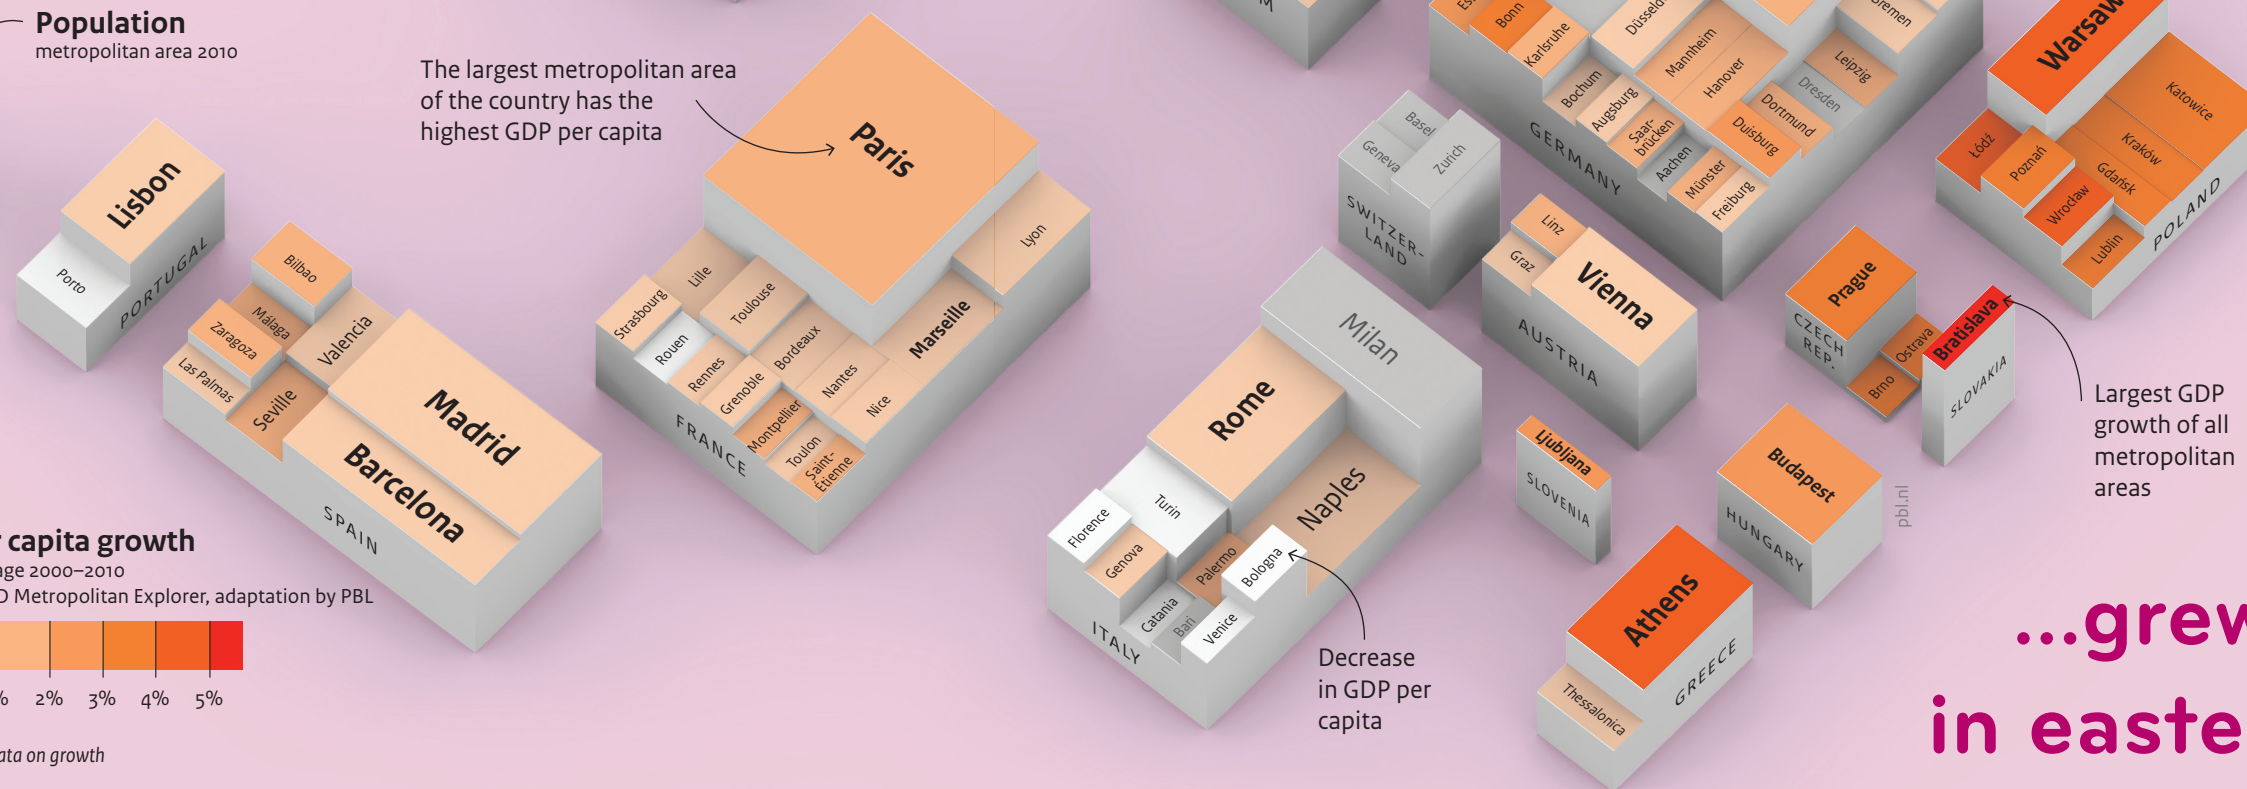 Population
metropolitan area 2010
The largest metropolitan area
of the country has the
highest GDP per capita
Lisbon
Porto
PORTUGAL
Bilbao
Málaga
Zaragoza
Valencia
Las Palmas
Seville
Madrid
Barcelona
SPAIN
Paris
Lyon
Lille
Strasbourg
Toulouse
Rouen
Marseille
Bordeaux
Rennes
Nantes
Grenoble
Nice
Montpellier
Toulon
Saint-
Étienne
FRANCE
Basel
Geneva
Zurich
SWITZER-
LAND
Bonn
Karlsruhe
Mannheim
Hanover
Leipzig
Bochum
Augsburg
Dresden
Dortmund
Saar-
brücken
Duisburg
Aachen
Münster
Freiburg
GERMANY
Warsaw
Katowice
Łódź
Poznań
Kraków
Gdańsk
Wrocław
Lublin
POLAND
Linz
Graz
Vienna
AUSTRIA
Prague
CZECH
REP.
Ostrava
Brno
Bratislava
SLOVAKIA
Largest GDP
growth of all
metropolitan
areas
Milan
Rome
Naples
Turin
Florence
Genova
Palermo
Bologna
Catania
Bari
Venice
ITALY
Decrease
in GDP per
capita
Ljubljana
SLOVENIA
Budapest
HUNGARY
pbl.nl
Athens
Thessalonica
GREECE
capita growth
2000–2010
Metropolitan Explorer, adaptation by PBL
2% 3% 4% 5%
on growth
...grew
in easte